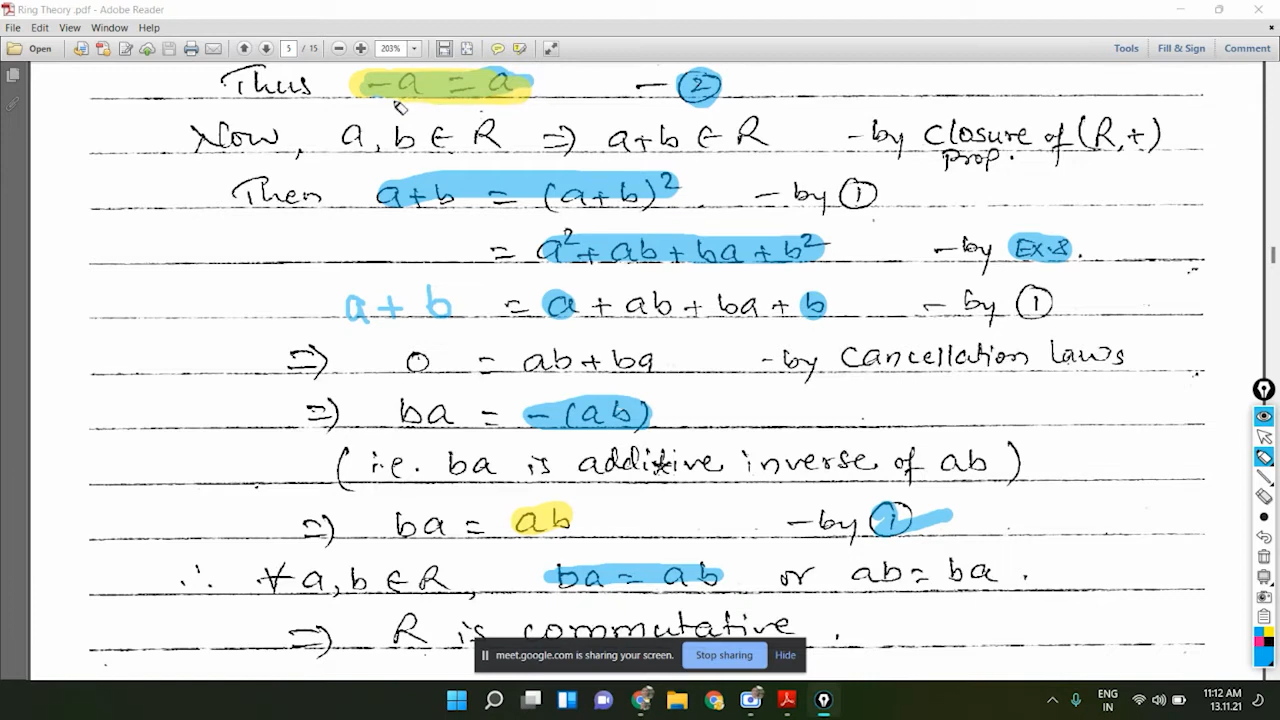 Ring Theory .pdf - Adobe Reader
File Edit View Window Help
Open 5 / 15 203% Tools Fill & Sign Comment
Thus -a = a - ②
Now, a, b ∈ R ⇒ a+b ∈ R - by Closure prop. of (R,+)
Then a+b = (a+b)² - by ①
= a² + ab + ba + b² - by Ex.8.
a + b = a + ab + ba + b - by ①
⇒ 0 = ab + ba - by Cancellation laws
⇒ ba = -(ab)
(i.e. ba is additive inverse of ab)
⇒ ba = ab - by ①
∴ ∀ a, b ∈ R, ba = ab or ab = ba.
⇒ R is commutative.
meet.google.com is sharing your screen. Stop sharing Hide
ENG
IN
11:12 AM
13.11.21